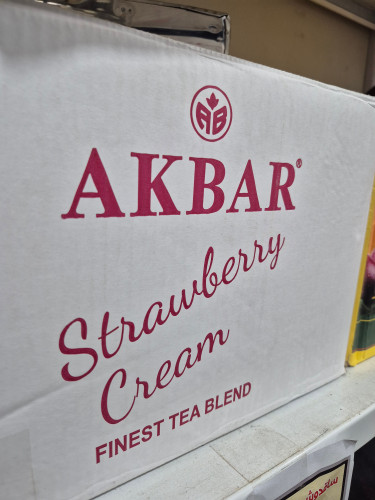 AB
AKBAR®
Strawberry
Cream
FINEST TEA BLEND